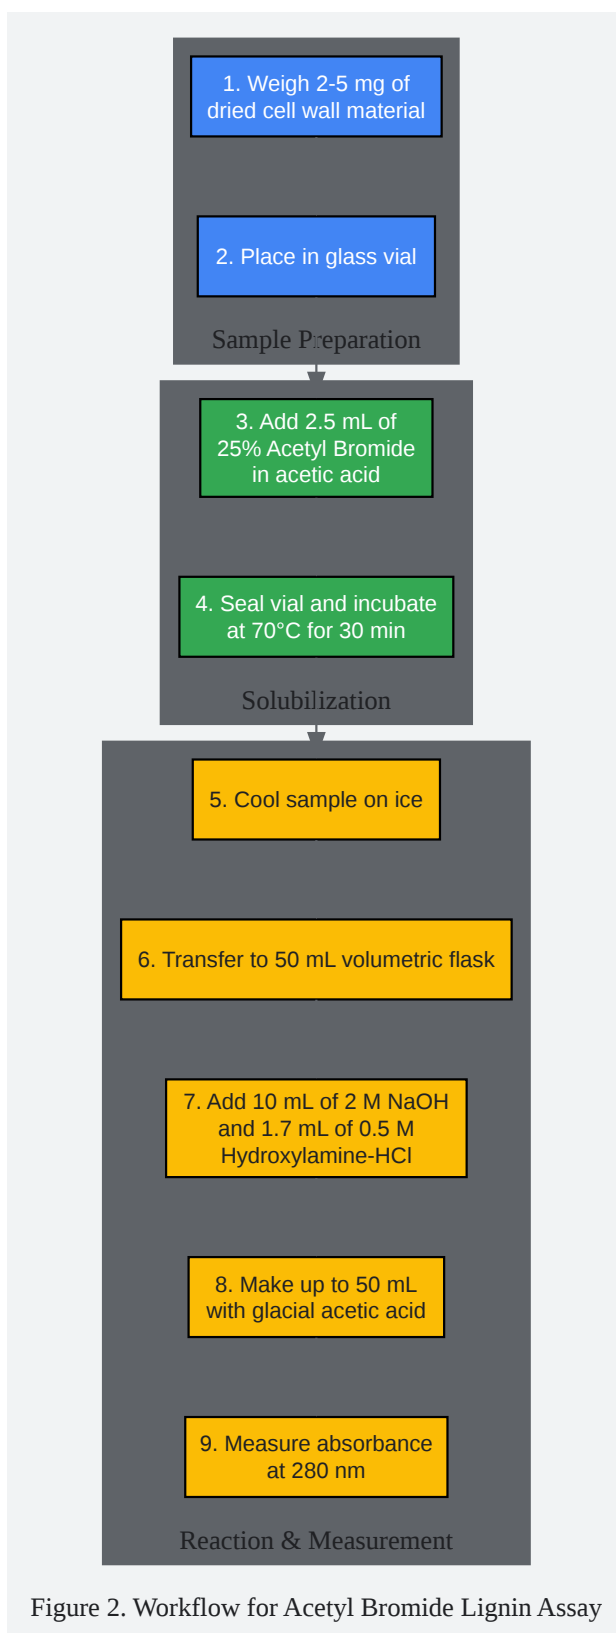 1. Weigh 2-5 mg of
dried cell wall material
2. Place in glass vial
Sample Preparation
3. Add 2.5 mL of
25% Acetyl Bromide
in acetic acid
4. Seal vial and incubate
at 70°C for 30 min
Solubilization
5. Cool sample on ice
6. Transfer to 50 mL volumetric flask
7. Add 10 mL of 2 M NaOH
and 1.7 mL of 0.5 M
Hydroxylamine-HCl
8. Make up to 50 mL
with glacial acetic acid
9. Measure absorbance
at 280 nm
Reaction & Measurement
Figure 2. Workflow for Acetyl Bromide Lignin Assay